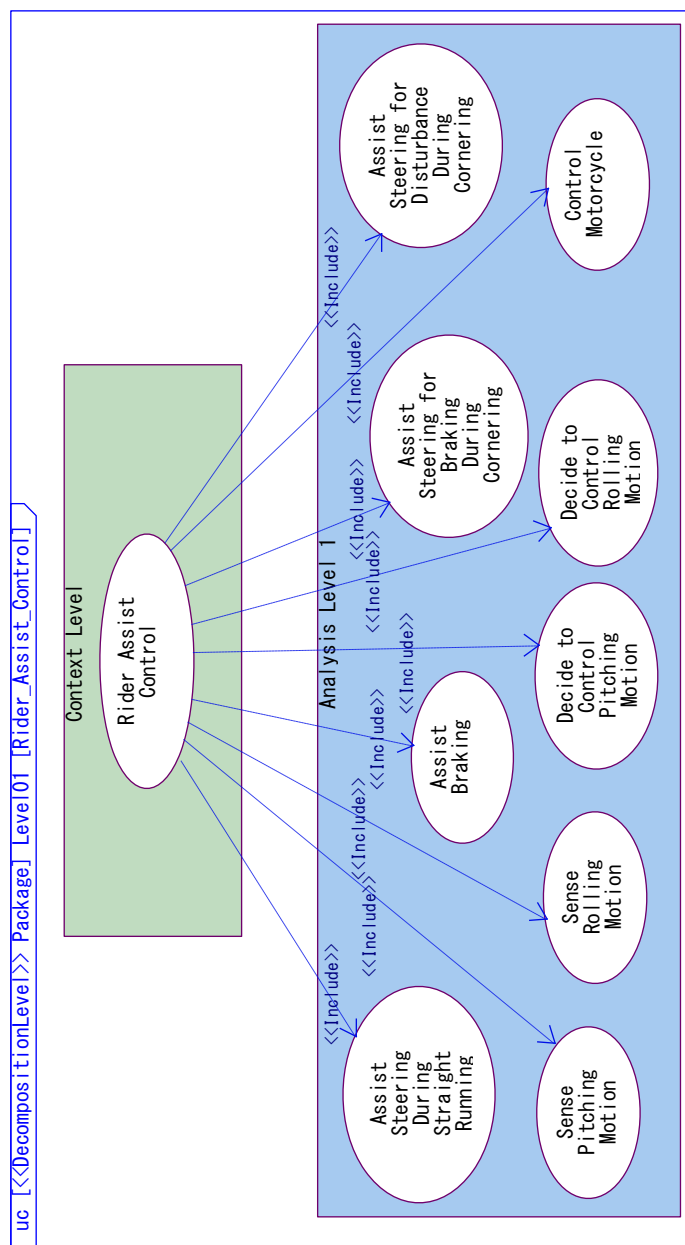 uc [<<DecompositionLevel>> Package] Level01 [Rider_Assist_Control]
Context Level
Rider Assist
Control
Analysis Level 1
<<Include>>
<<Include>>
<<Include>>
<<Include>>
<<Include>>
<<Include>>
<<Include>>
<<Include>>
<<Include>>
Assist
Steering
During
Straight
Running
Assist
Braking
Assist
Steering for
Braking
During
Cornering
Assist
Steering for
Disturbance
During
Cornering
Sense
Pitching
Motion
Sense
Rolling
Motion
Decide to
Control
Pitching
Motion
Decide to
Control
Rolling
Motion
Control
Motorcycle